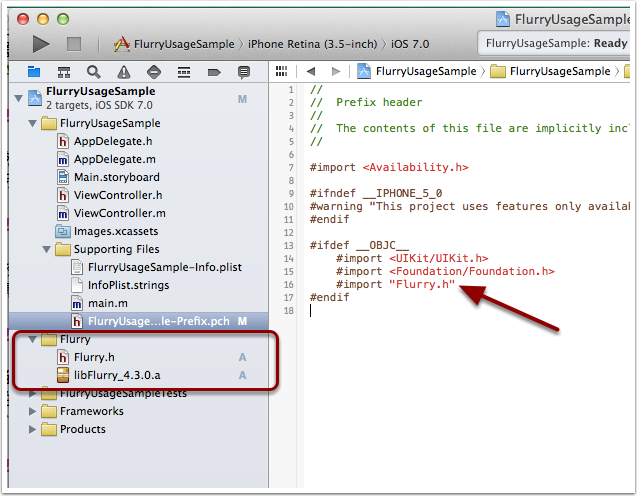 FlurryUsageSample
FlurryUsageSample › iPhone Retina (3.5-inch) › iOS 7.0
FlurryUsageSample: Ready
FlurryUsageSample
2 targets, iOS SDK 7.0
M
FlurryUsageSample
AppDelegate.h
AppDelegate.m
Main.storyboard
ViewController.h
ViewController.m
Images.xcassets
Supporting Files
FlurryUsageSample-Info.plist
InfoPlist.strings
main.m
FlurryUsage...le-Prefix.pch M
Flurry
Flurry.h A
libFlurry_4.3.0.a A
FlurryUsageSampleTests
Frameworks
Products
FlurryUsageSample › FlurryUsageSample
1 //
2 //  Prefix header
3 //
4 //  The contents of this file are implicitly incl
5 //
6
7 #import <Availability.h>
8
9 #ifndef __IPHONE_5_0
10 #warning "This project uses features only availab
11 #endif
12
13 #ifdef __OBJC__
14     #import <UIKit/UIKit.h>
15     #import <Foundation/Foundation.h>
16     #import "Flurry.h"
17 #endif
18